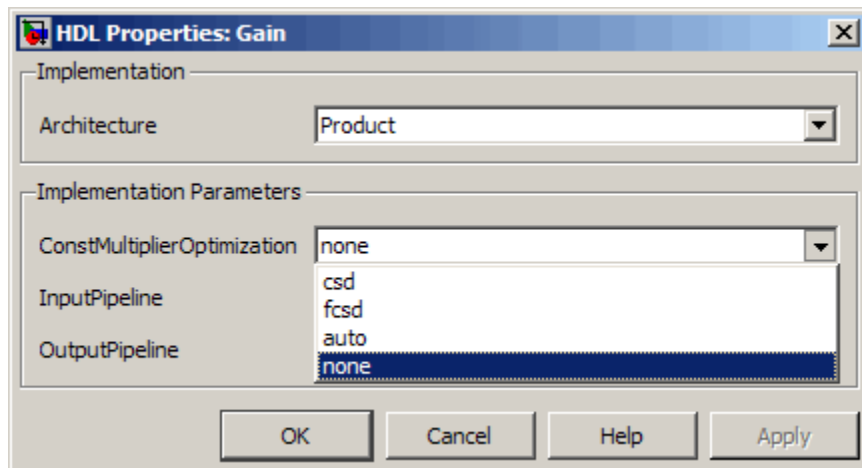 HDL Properties: Gain
Implementation
Architecture Product
Implementation Parameters
ConstMultiplierOptimization none
csd
InputPipeline
fcsd
auto
OutputPipeline
none
OK Cancel Help Apply